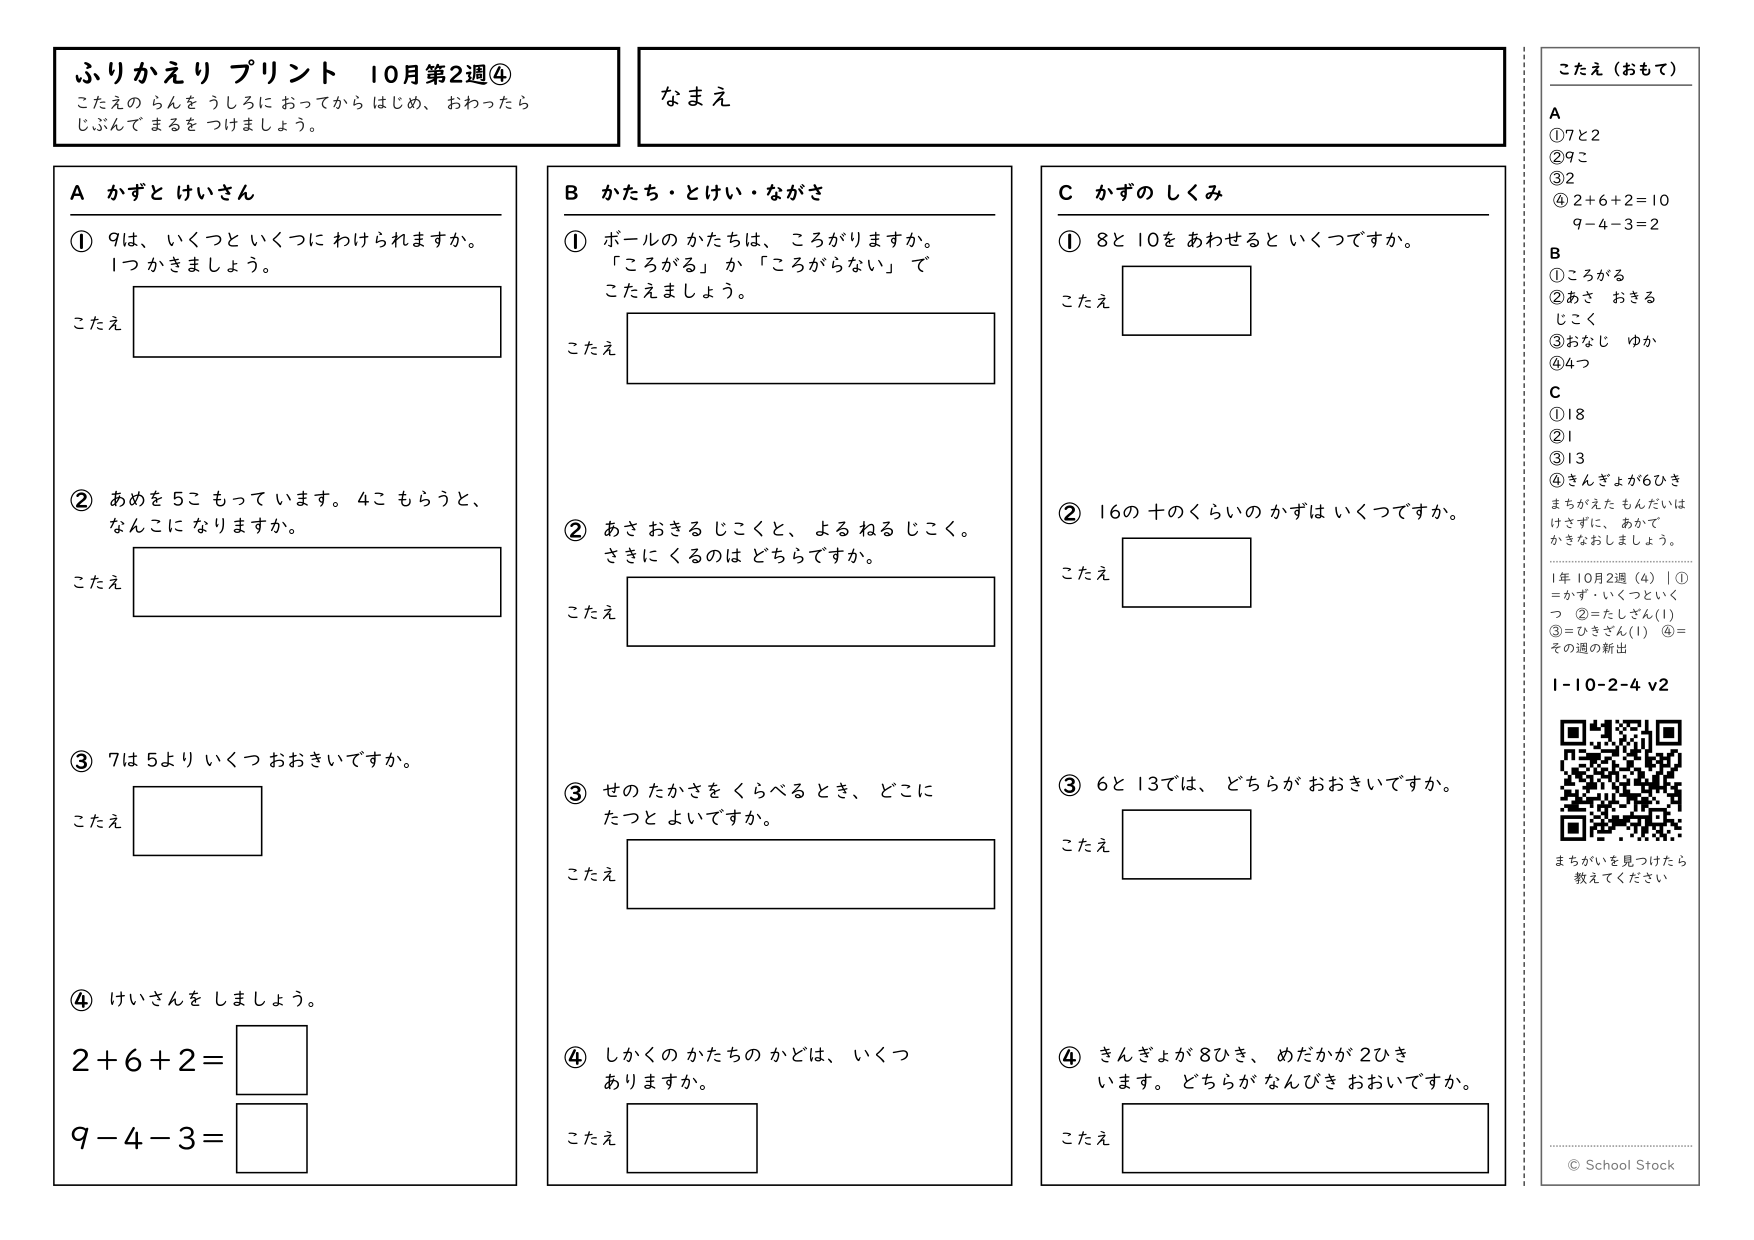 ふりかえり プリント　10月第2週④
こたえの らんを うしろに おってから はじめ、 おわったら
じぶんで まるを つけましょう。
なまえ
A　かずと けいさん
① 9は、 いくつと いくつに わけられますか。
1つ かきましょう。
こたえ
② あめを 5こ もって います。 4こ もらうと、
なんこに なりますか。
こたえ
③ 7は 5より いくつ おおきいですか。
こたえ
④ けいさんを しましょう。
2＋6＋2＝
9－4－3＝
B　かたち・とけい・ながさ
① ボールの かたちは、 ころがりますか。
「ころがる」 か 「ころがらない」 で
こたえましょう。
こたえ
② あさ おきる じこくと、 よる ねる じこく。
さきに くるのは どちらですか。
こたえ
③ せの たかさを くらべる とき、 どこに
たつと よいですか。
こたえ
④ しかくの かたちの かどは、 いくつ
ありますか。
こたえ
C　かずの しくみ
① 8と 10を あわせると いくつですか。
こたえ
② 16の 十のくらいの かずは いくつですか。
こたえ
③ 6と 13では、 どちらが おおきいですか。
こたえ
④ きんぎょが 8ひき、 めだかが 2ひき
います。 どちらが なんびき おおいですか。
こたえ
こたえ（おもて）
A
①7と2
②9こ
③2
④2＋6＋2＝10
9－4－3＝2
B
①ころがる
②あさ　おきる
じこく
③おなじ　ゆか
④4つ
C
①18
②1
③13
④きんぎょが6ひき
まちがえた もんだいは
けさずに、 あかで
かきなおしましょう。
1年 10月2週（4）｜①
＝かず・いくつといく
つ　②＝たしざん(1)
③＝ひきざん(1)　④＝
その週の新出
1-10-2-4 v2
まちがいを見つけたら
教えてください
© School Stock